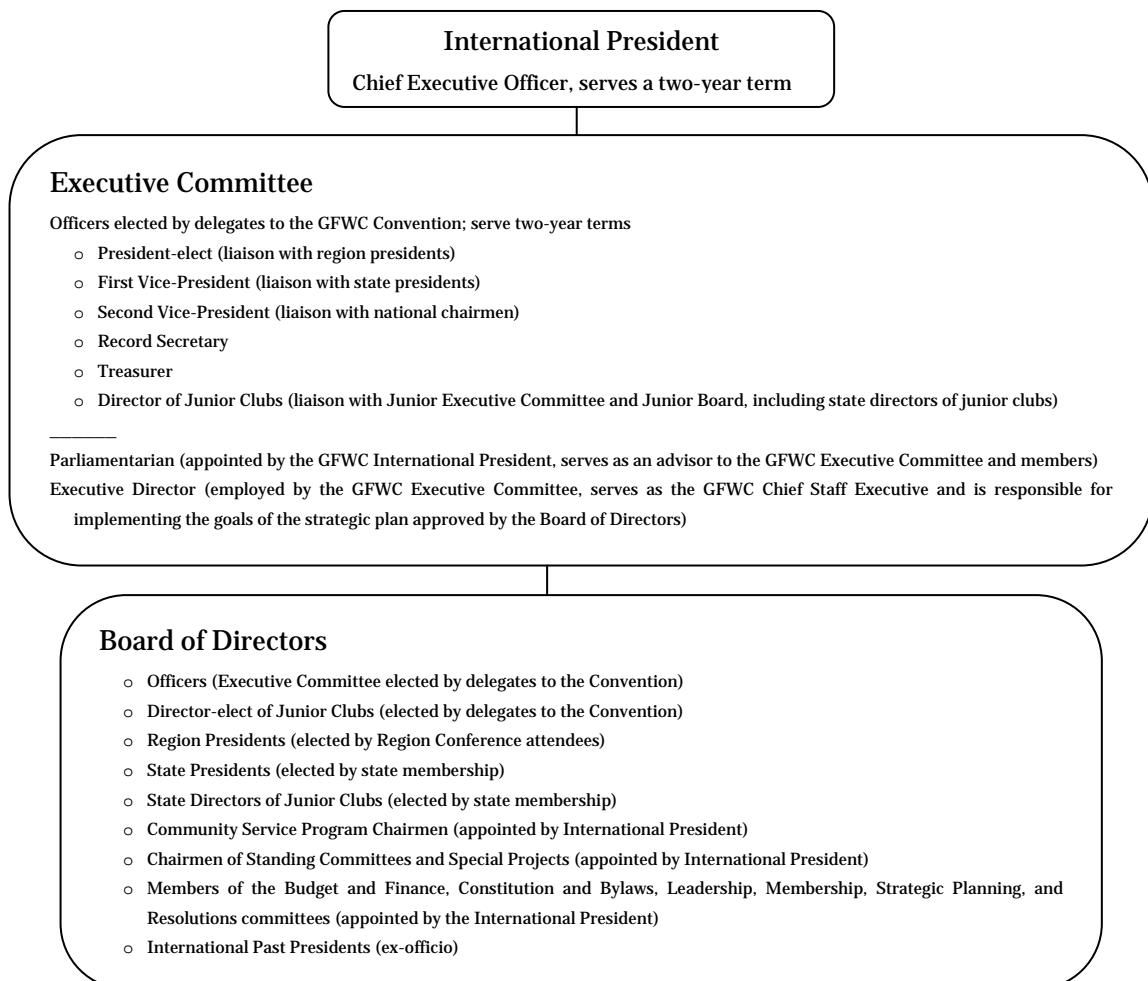 International President
Chief Executive Officer, serves a two-year term
Executive Committee
Officers elected by delegates to the GFWC Convention; serve two-year terms
o President-elect (liaison with region presidents)
o First Vice-President (liaison with state presidents)
o Second Vice-President (liaison with national chairmen)
o Record Secretary
o Treasurer
o Director of Junior Clubs (liaison with Junior Executive Committee and Junior Board, including state directors of junior clubs)
______
Parliamentarian (appointed by the GFWC International President, serves as an advisor to the GFWC Executive Committee and members)
Executive Director (employed by the GFWC Executive Committee, serves as the GFWC Chief Staff Executive and is responsible for
implementing the goals of the strategic plan approved by the Board of Directors)
Board of Directors
o Officers (Executive Committee elected by delegates to the Convention)
o Director-elect of Junior Clubs (elected by delegates to the Convention)
o Region Presidents (elected by Region Conference attendees)
o State Presidents (elected by state membership)
o State Directors of Junior Clubs (elected by state membership)
o Community Service Program Chairmen (appointed by International President)
o Chairmen of Standing Committees and Special Projects (appointed by International President)
o Members of the Budget and Finance, Constitution and Bylaws, Leadership, Membership, Strategic Planning, and
Resolutions committees (appointed by the International President)
o International Past Presidents (ex-officio)